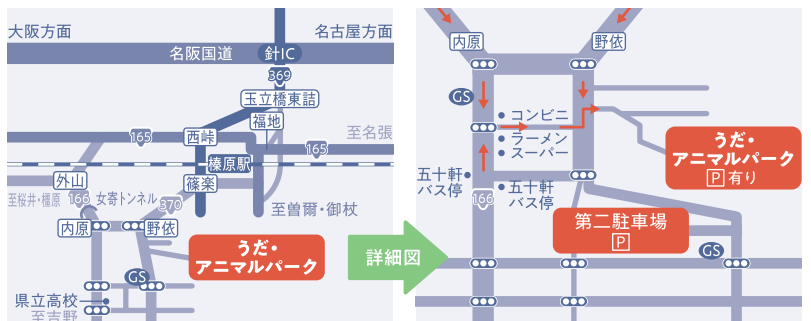 大阪方面
名古屋方面
名阪国道
針IC
369
玉立橋東詰
福地
165
西峠
至名張
165
榛原駅
外山
篠楽
至桜井・橿原
166
女寄トンネル
370
至曽爾・御杖
内原
野依
うだ・
アニマルパーク
GS
県立高校
至吉野
詳細図
内原
野依
GS
コンビニ
ラーメン
スーパー
うだ・
アニマルパーク
P有り
五十軒
バス停
五十軒
バス停
166
第二駐車場
P
GS